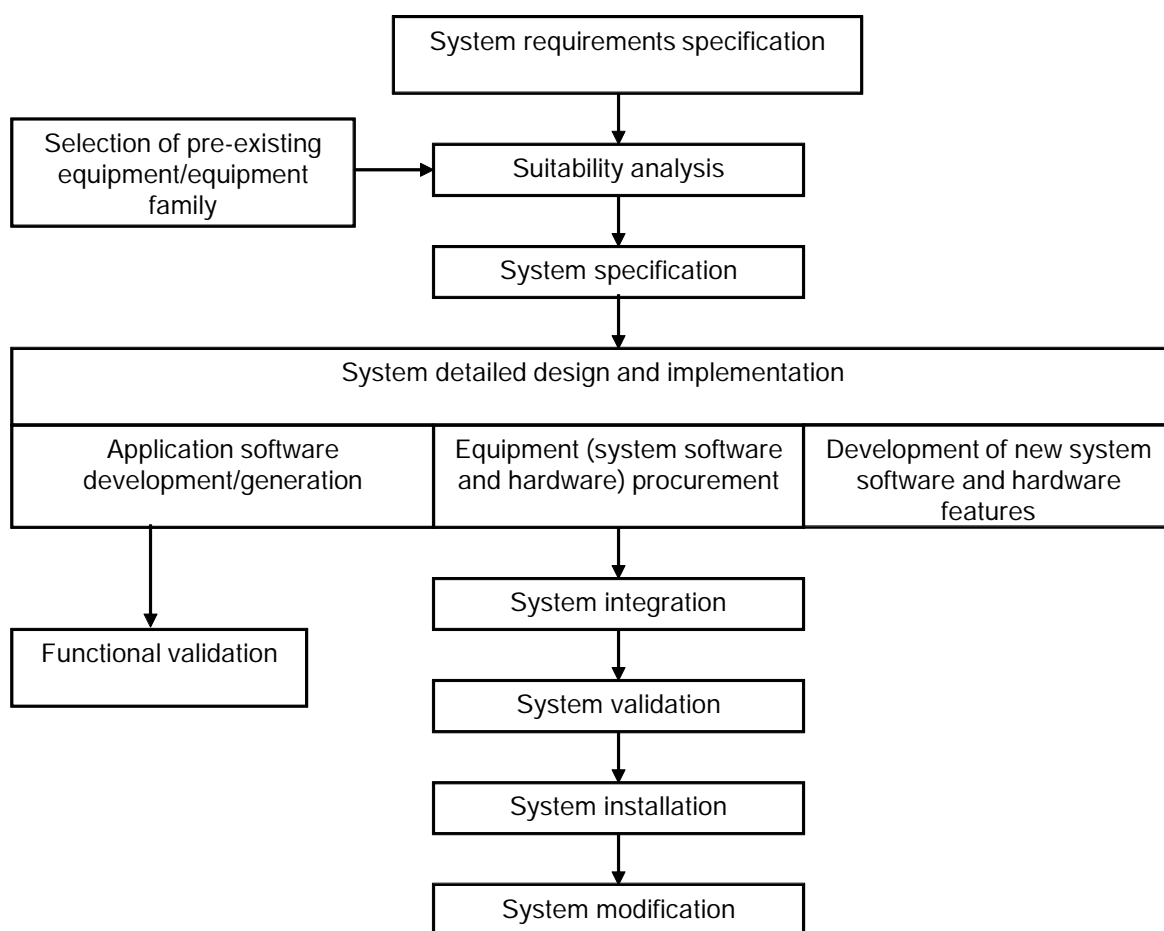 System requirements specification
Selection of pre-existing
equipment/equipment
family
Suitability analysis
System specification
System detailed design and implementation
Application software
development/generation
Equipment (system software
and hardware) procurement
Development of new system
software and hardware
features
System integration
Functional validation
System validation
System installation
System modification